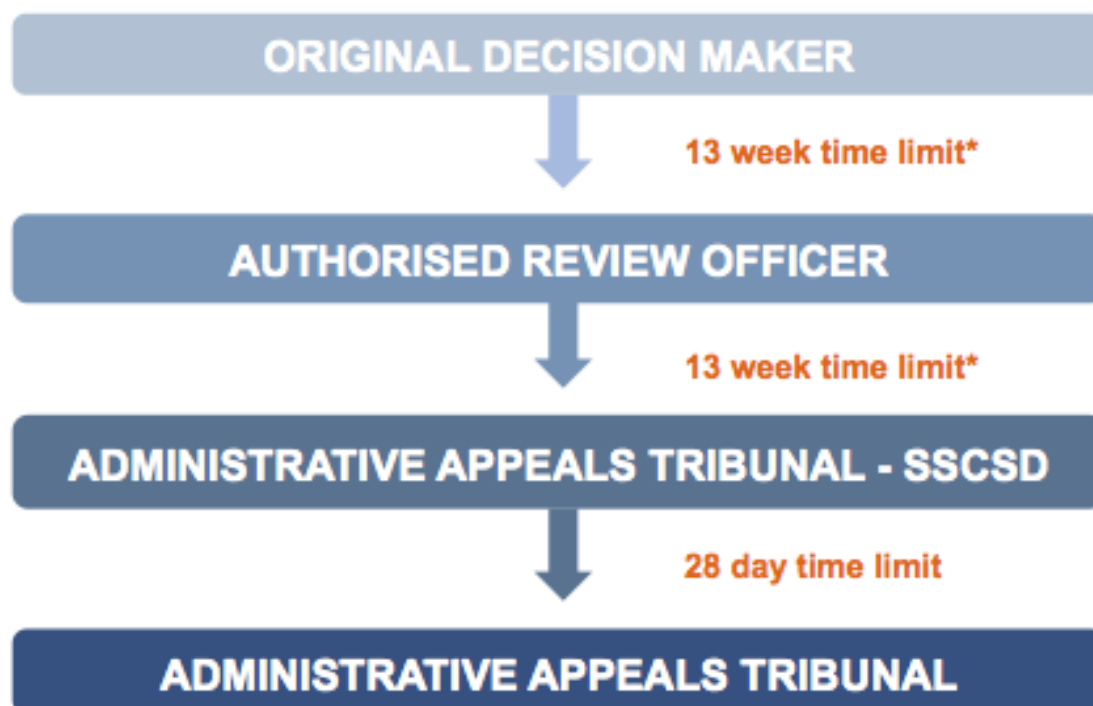 ORIGINAL DECISION MAKER
13 week time limit*
AUTHORISED REVIEW OFFICER
13 week time limit*
ADMINISTRATIVE APPEALS TRIBUNAL - SSCSD
28 day time limit
ADMINISTRATIVE APPEALS TRIBUNAL